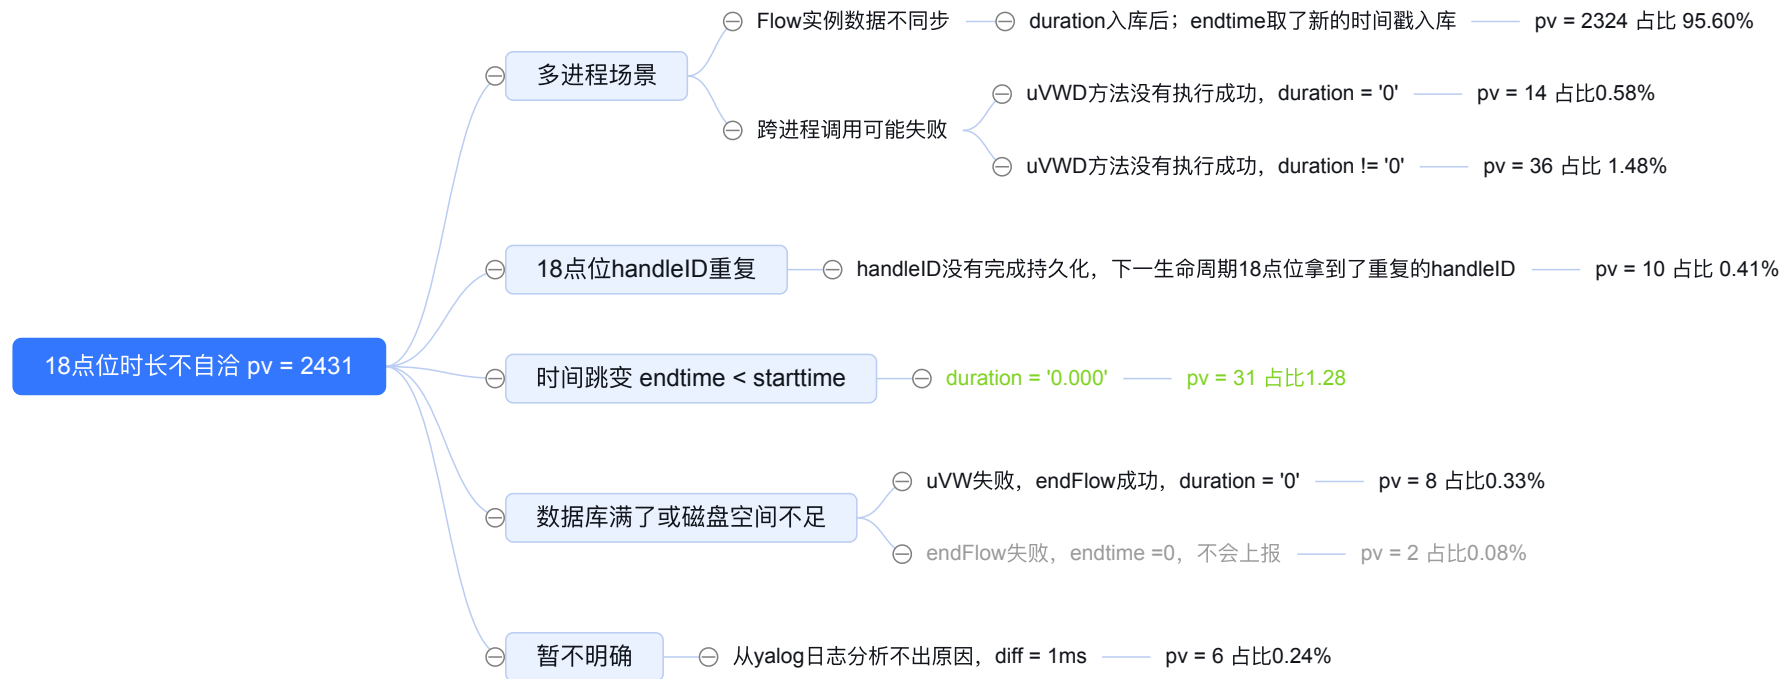 18点位时长不自洽 pv = 2431
多进程场景
Flow实例数据不同步
duration入库后；endtime取了新的时间戳入库
pv = 2324 占比 95.60%
跨进程调用可能失败
uVWD方法没有执行成功，duration = '0'
pv = 14 占比0.58%
uVWD方法没有执行成功，duration != '0'
pv = 36 占比 1.48%
18点位handleID重复
handleID没有完成持久化，下一生命周期18点位拿到了重复的handleID
pv = 10 占比 0.41%
时间跳变 endtime < starttime
duration = '0.000'
pv = 31 占比1.28
数据库满了或磁盘空间不足
uVW失败，endFlow成功，duration = '0'
pv = 8 占比0.33%
endFlow失败，endtime =0，不会上报
pv = 2 占比0.08%
暂不明确
从yalog日志分析不出原因，diff = 1ms
pv = 6 占比0.24%